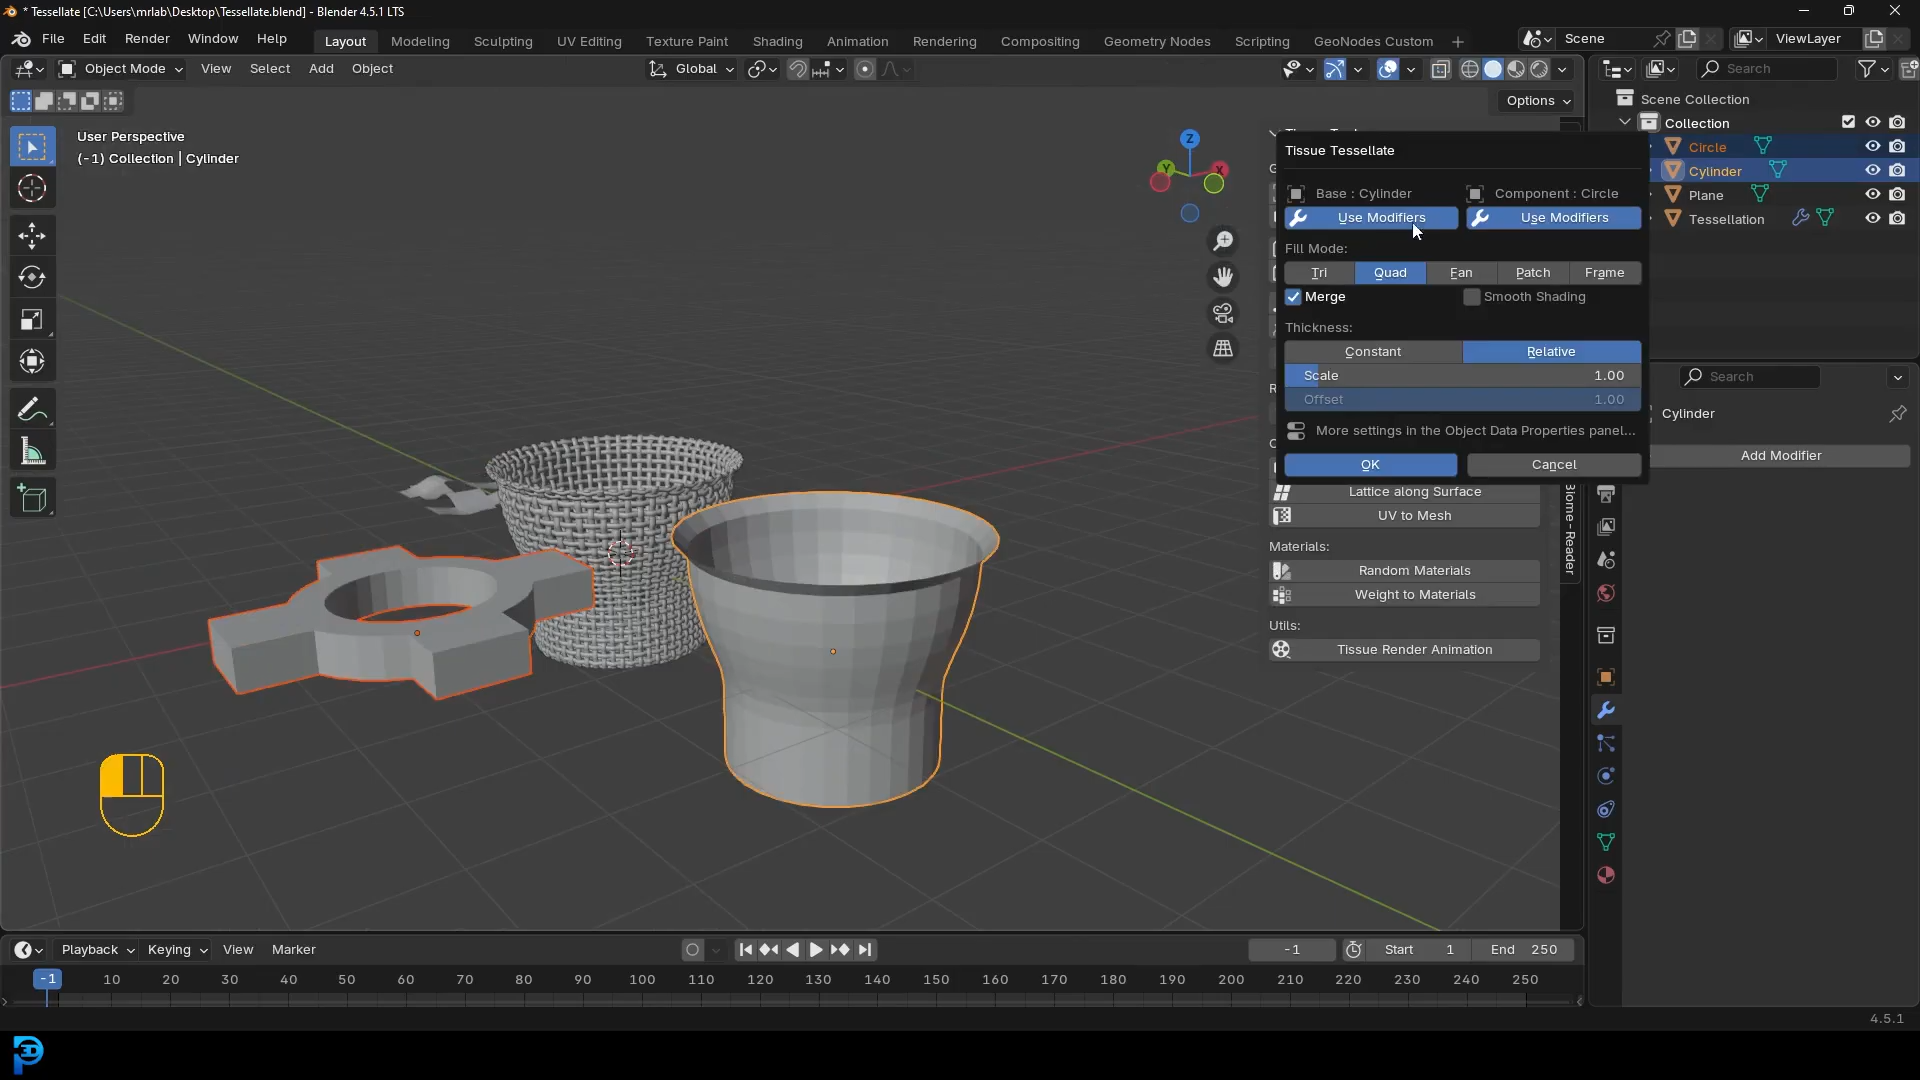 * Tessellate [C:\Users\mrlab\Desktop\Tessellate.blend] - Blender 4.5.1 LTS
File Edit Render Window Help Layout Modeling Sculpting UV Editing Texture Paint Shading Animation Rendering Compositing Geometry Nodes Scripting GeoNodes Custom + Scene ViewLayer
Object Mode View Select Add Object Global Search
Options
Scene Collection
Collection
Circle
Cylinder
Plane
Tessellation
User Perspective
(-1) Collection | Cylinder
Z
Y
X
Tissue Tessellate
Base : Cylinder Component : Circle
Use Modifiers Use Modifiers
Fill Mode:
Tri Quad Fan Patch Frame
Merge Smooth Shading
Thickness:
Constant Relative
Scale 1.00
Offset 1.00
More settings in the Object Data Properties panel...
OK Cancel
Lattice along Surface
UV to Mesh
Materials:
Random Materials
Weight to Materials
Utils:
Tissue Render Animation
Biome-Reader
Search
Cylinder
Add Modifier
Playback Keying View Marker -1 Start 1 End 250
-1 10 20 30 40 50 60 70 80 90 100 110 120 130 140 150 160 170 180 190 200 210 220 230 240 250
4.5.1